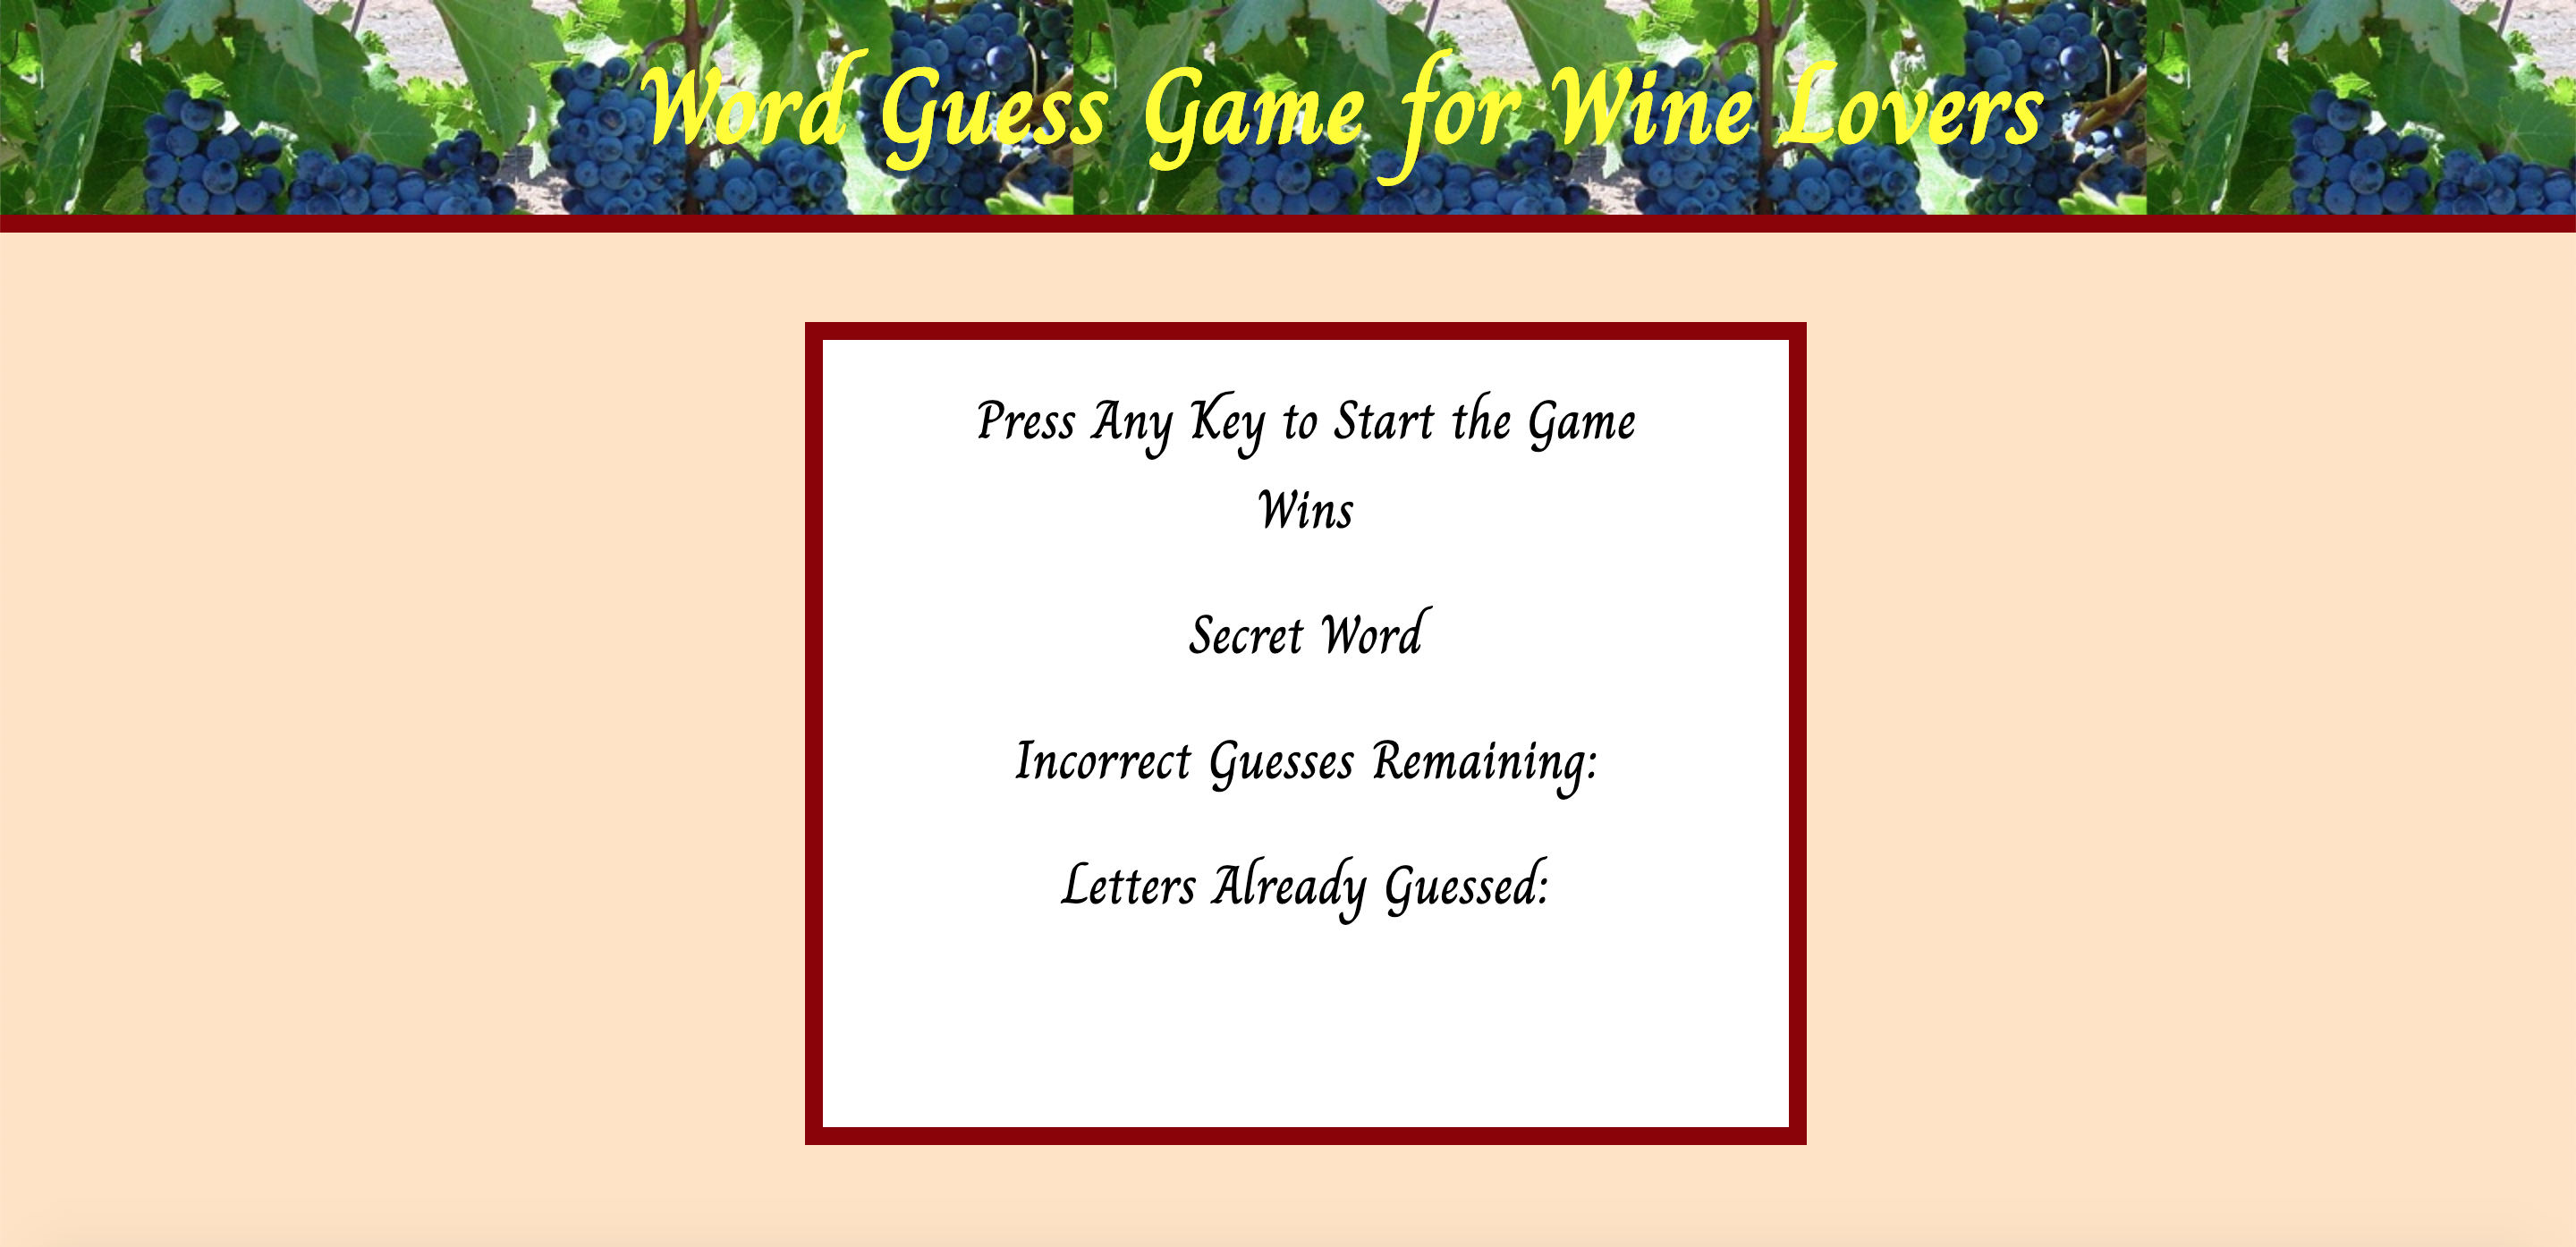 Word Guess Game for Wine Lovers
Press Any Key to Start the Game
Wins
Secret Word
Incorrect Guesses Remaining:
Letters Already Guessed: